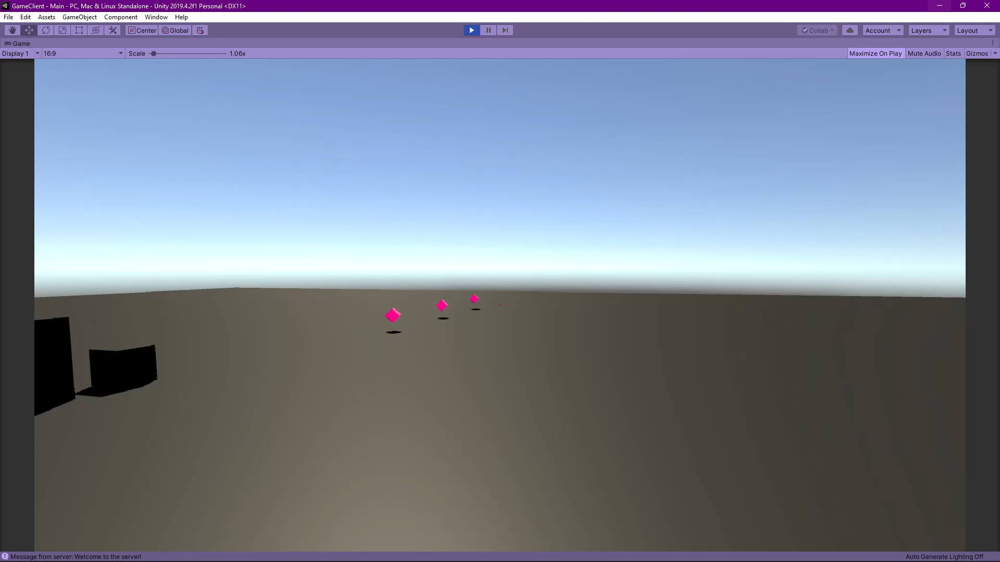 GameClient - Main - PC, Mac & Linux Standalone - Unity 2019.4.2f1 Personal <DX11>
File Edit Assets GameObject Component Window Help
Center Global Collab Account Layers Layout
Game
Display 1 16:9 Scale 1.06x Maximize On Play Mute Audio Stats Gizmos
Message from server: Welcome to the server! Auto Generate Lighting Off